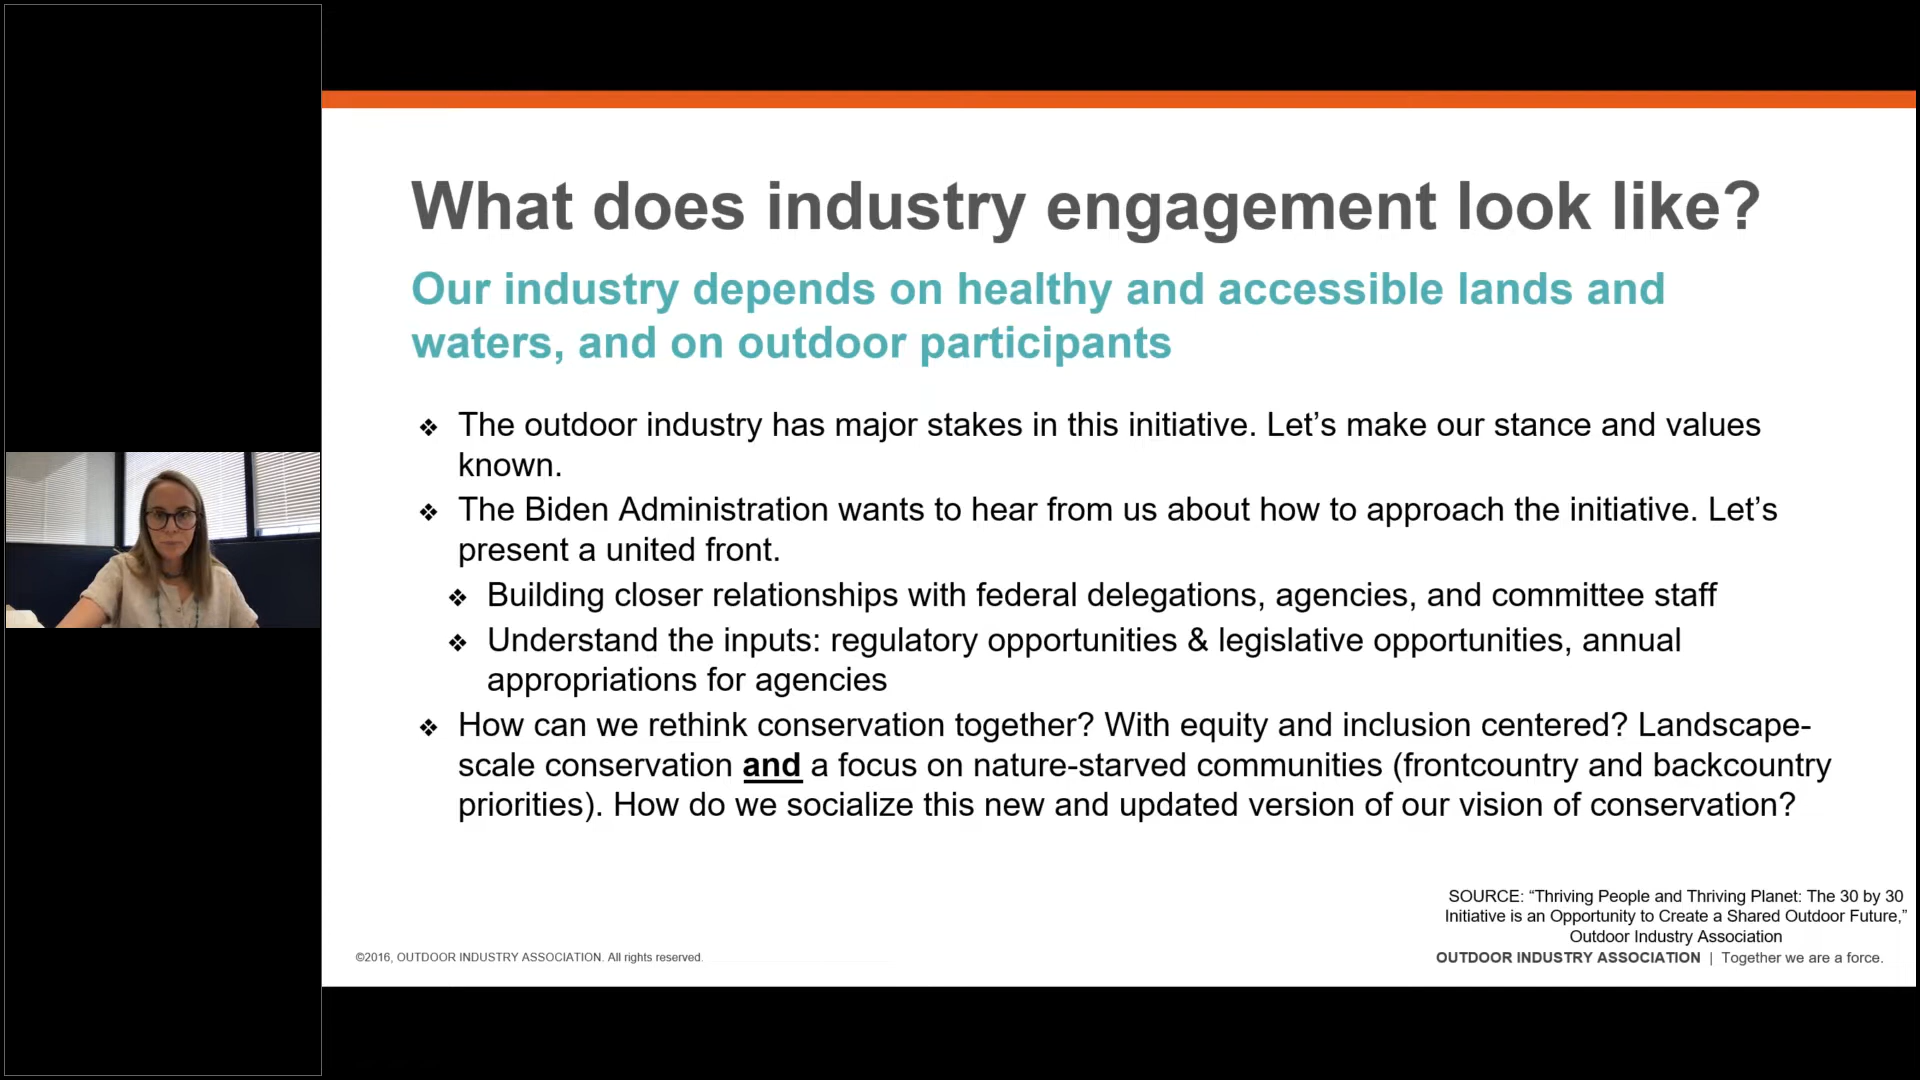 What does industry engagement look like?
Our industry depends on healthy and accessible lands and
waters, and on outdoor participants
❖ The outdoor industry has major stakes in this initiative. Let’s make our stance and values
known.
❖ The Biden Administration wants to hear from us about how to approach the initiative. Let’s
present a united front.
❖ Building closer relationships with federal delegations, agencies, and committee staff
❖ Understand the inputs: regulatory opportunities & legislative opportunities, annual
appropriations for agencies
❖ How can we rethink conservation together? With equity and inclusion centered? Landscape-
scale conservation and a focus on nature-starved communities (frontcountry and backcountry
priorities). How do we socialize this new and updated version of our vision of conservation?
SOURCE: “Thriving People and Thriving Planet: The 30 by 30
Initiative is an Opportunity to Create a Shared Outdoor Future,”
Outdoor Industry Association
©2016, OUTDOOR INDUSTRY ASSOCIATION. All rights reserved.
OUTDOOR INDUSTRY ASSOCIATION | Together we are a force.